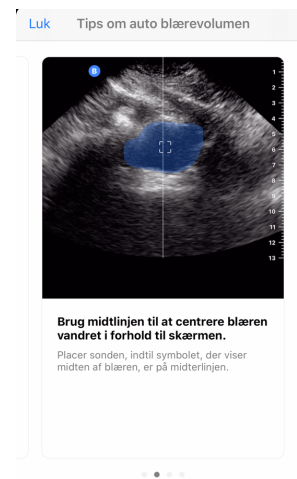 Luk Tips om auto blærevolumen
B
1
2
3
4
5
6
7
8
9
10
11
12
13
Brug midtlinjen til at centrere blæren
vandret i forhold til skærmen.
Placer sonden, indtil symbolet, der viser
midten af blæren, er på midterlinjen.